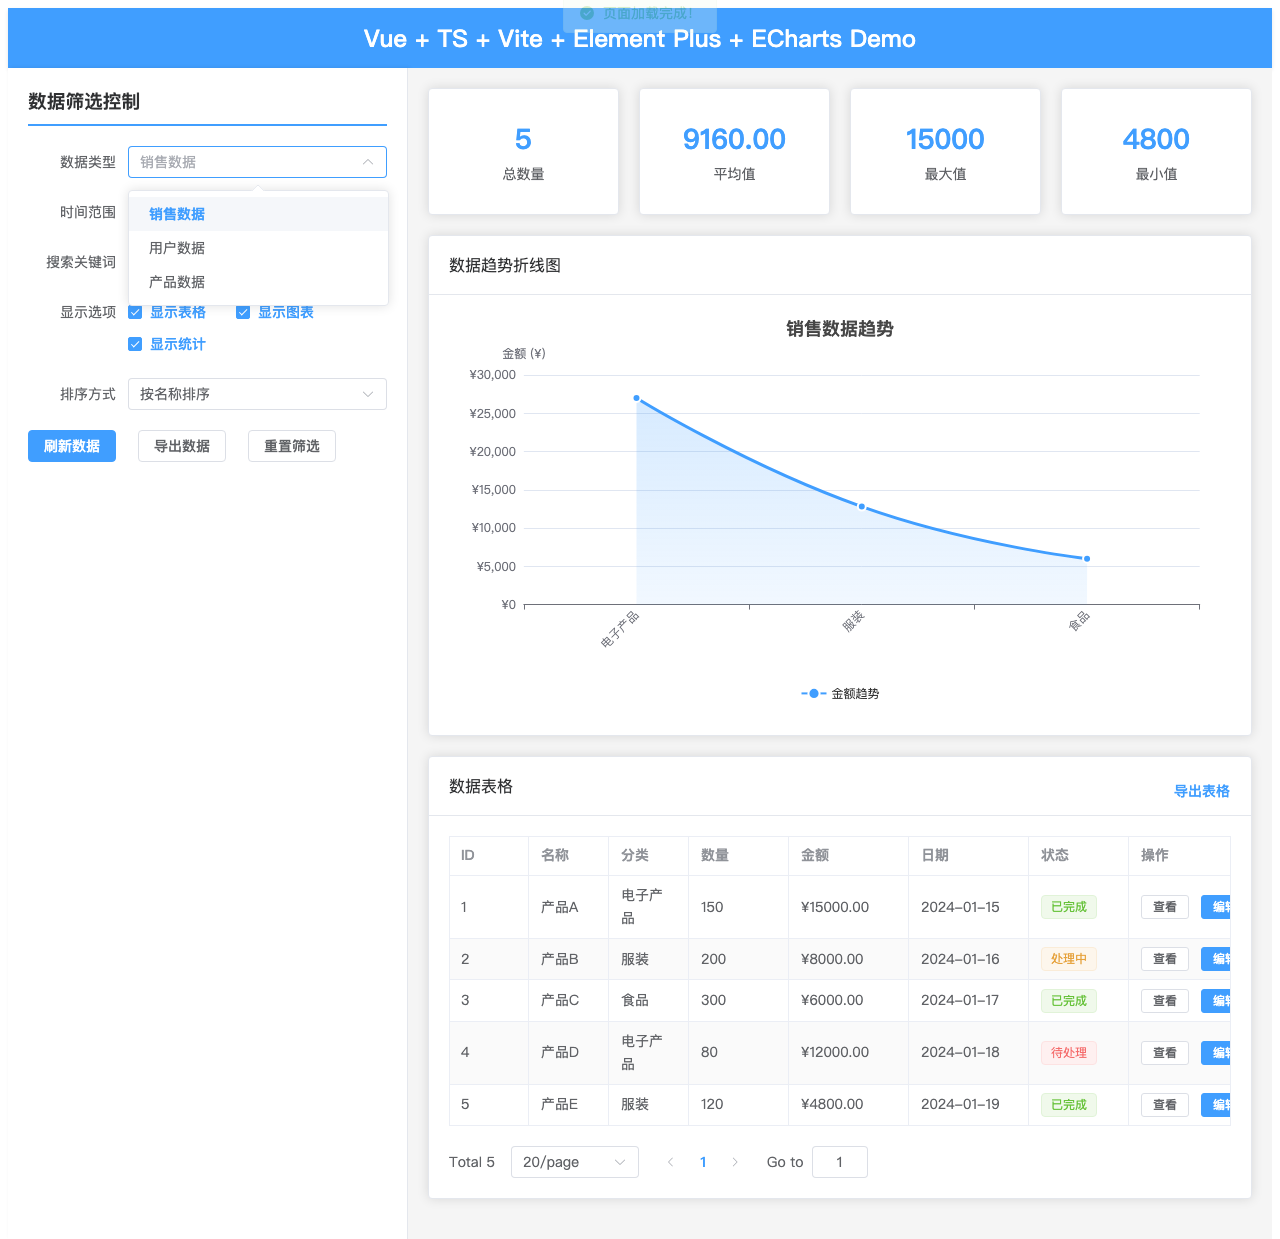 页面加载完成！
Vue + TS + Vite + Element Plus + ECharts Demo
数据筛选控制
数据类型 销售数据
销售数据
用户数据
产品数据
时间范围
搜索关键词
显示选项 显示表格 显示图表
显示统计
排序方式 按名称排序
刷新数据 导出数据 重置筛选
5 9160.00 15000 4800
总数量 平均值 最大值 最小值
数据趋势折线图
销售数据趋势
金额 (¥)
¥30,000
¥25,000
¥20,000
¥15,000
¥10,000
¥5,000
¥0
电子产品 服装 食品
金额趋势
数据表格 导出表格
ID 名称 分类 数量 金额 日期 状态 操作
1 产品A 电子产品 150 ¥15000.00 2024-01-15 已完成 查看 编辑
2 产品B 服装 200 ¥8000.00 2024-01-16 处理中 查看 编辑
3 产品C 食品 300 ¥6000.00 2024-01-17 已完成 查看 编辑
4 产品D 电子产品 80 ¥12000.00 2024-01-18 待处理 查看 编辑
5 产品E 服装 120 ¥4800.00 2024-01-19 已完成 查看 编辑
Total 5 20/page 1 Go to 1